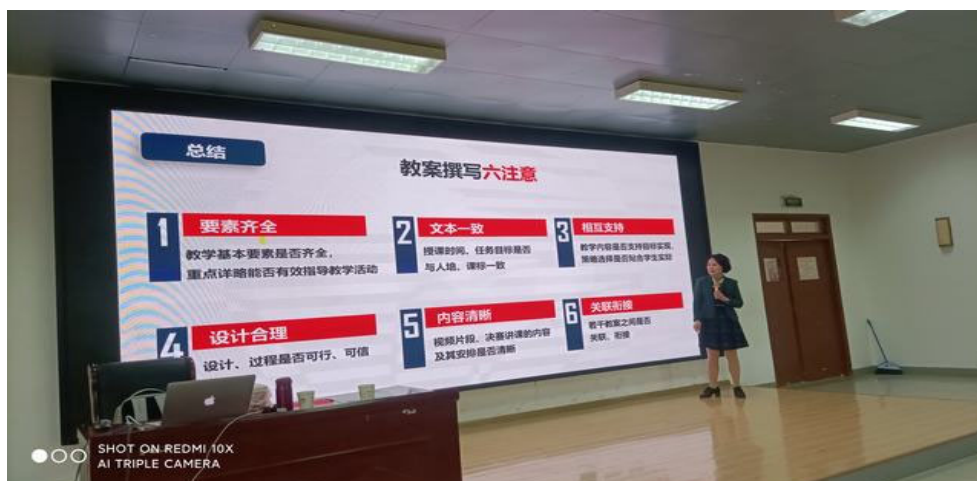 总结
教案撰写六注意
1
要素齐全
教学基本要素是否齐全，
重点详略能否有效指导教学活动
2
文本一致
授课时间、任务目标是否
与人培、课标一致
3
相互支持
教学内容是否支持目标实现，
策略选择是否贴合学生实际
4
设计合理
设计、过程是否可行、可信
5
内容清晰
视频片段、决赛讲课的内容
及其安排是否清晰
6
关联衔接
若干教案之间是否
关联、衔接
SHOT ON REDMI 10X
AI TRIPLE CAMERA